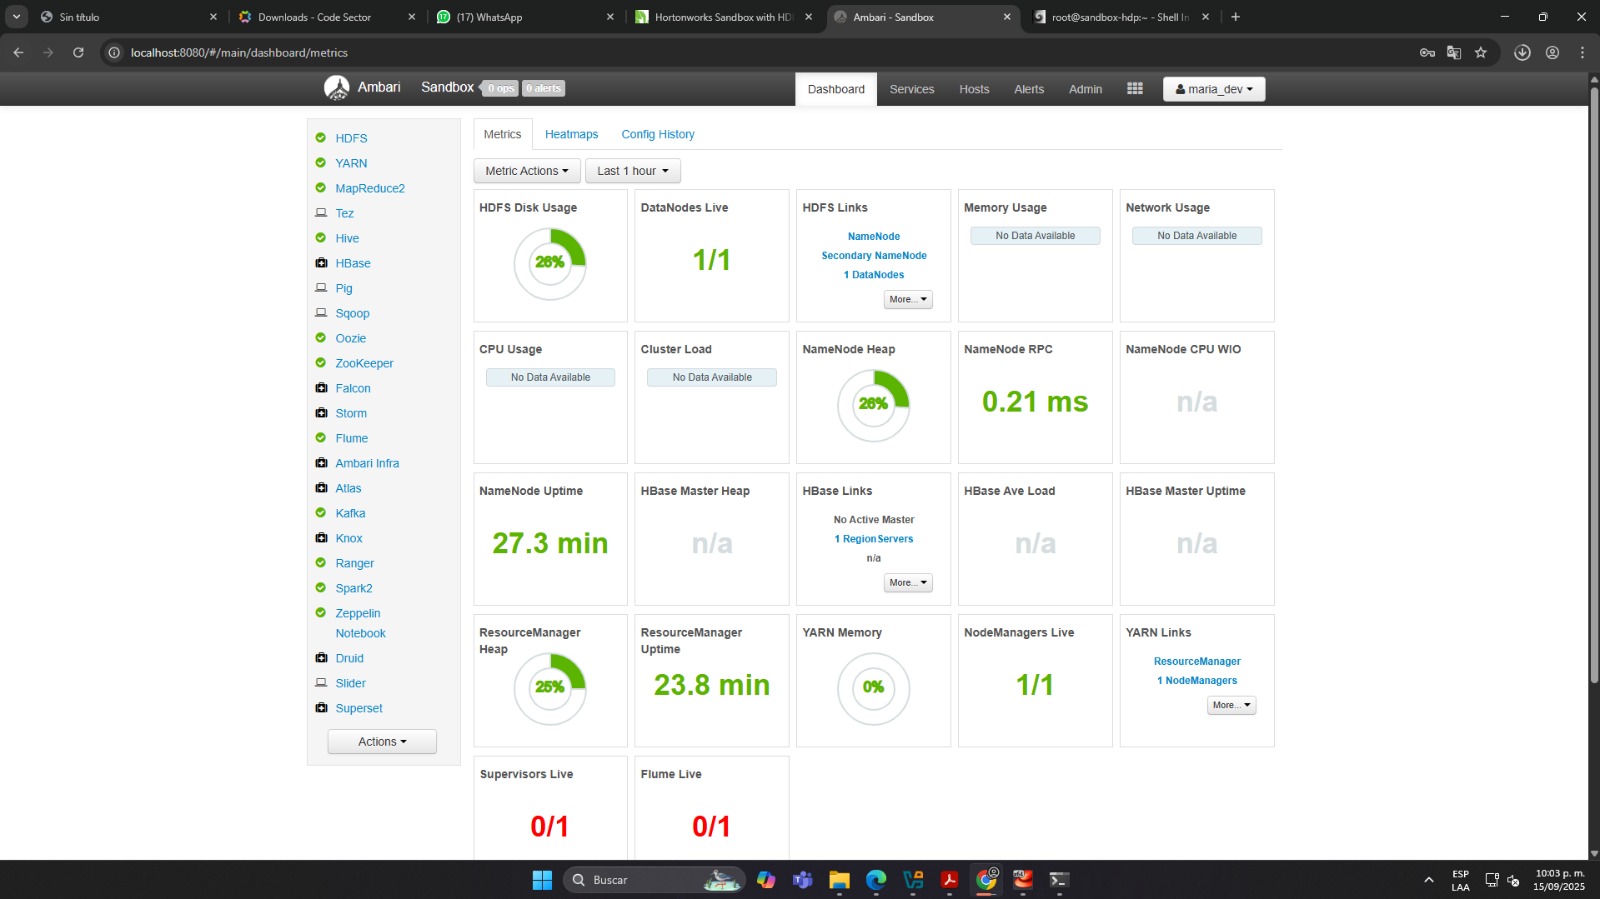 Sin título
Downloads - Code Sector
(17) WhatsApp
Hortonworks Sandbox with HD
Ambari - Sandbox
root@sandbox-hdp:~ - Shell In
localhost:8080/#/main/dashboard/metrics
Ambari
Sandbox
0 ops
0 alerts
Dashboard
Services
Hosts
Alerts
Admin
maria_dev
HDFS
YARN
MapReduce2
Tez
Hive
HBase
Pig
Sqoop
Oozie
ZooKeeper
Falcon
Storm
Flume
Ambari Infra
Atlas
Kafka
Knox
Ranger
Spark2
Zeppelin
Notebook
Druid
Slider
Superset
Actions
Metrics
Heatmaps
Config History
Metric Actions
Last 1 hour
HDFS Disk Usage
26%
DataNodes Live
1/1
HDFS Links
NameNode
Secondary NameNode
1 DataNodes
More...
Memory Usage
No Data Available
Network Usage
No Data Available
CPU Usage
No Data Available
Cluster Load
No Data Available
NameNode Heap
26%
NameNode RPC
0.21 ms
NameNode CPU WIO
n/a
NameNode Uptime
27.3 min
HBase Master Heap
n/a
HBase Links
No Active Master
1 RegionServers
n/a
More...
HBase Ave Load
n/a
HBase Master Uptime
n/a
ResourceManager
Heap
25%
ResourceManager
Uptime
23.8 min
YARN Memory
0%
NodeManagers Live
1/1
YARN Links
ResourceManager
1 NodeManagers
More...
Supervisors Live
0/1
Flume Live
0/1
Buscar
ESP
LAA
10:03 p. m.
15/09/2025